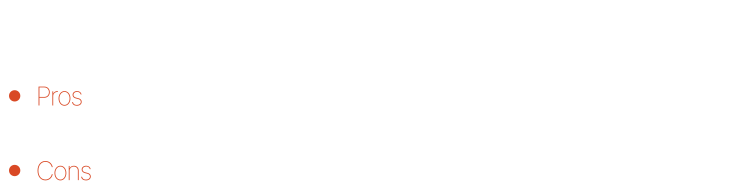 • Pros
• Cons